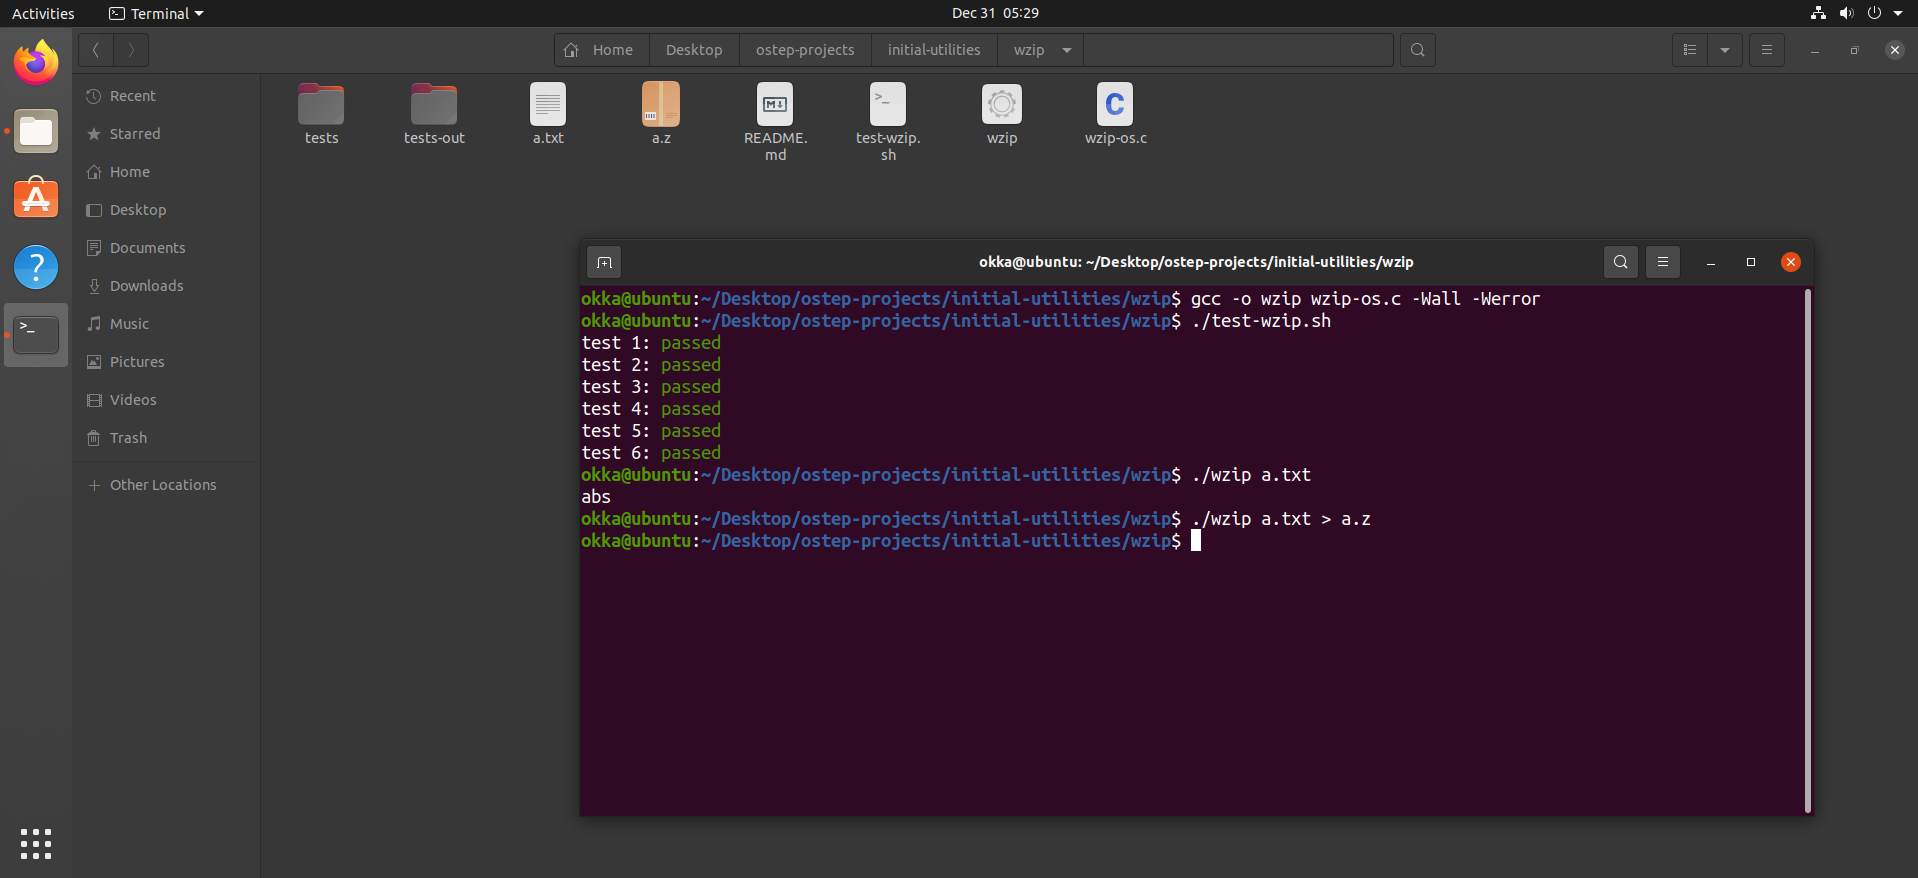 Activities
Terminal
Dec 31 05:29
Home
Desktop
ostep-projects
initial-utilities
wzip
Recent
Starred
Home
Desktop
Documents
Downloads
Music
Pictures
Videos
Trash
Other Locations
tests
tests-out
a.txt
a.z
README.
md
test-wzip.
sh
wzip
wzip-os.c
okka@ubuntu: ~/Desktop/ostep-projects/initial-utilities/wzip
okka@ubuntu:~/Desktop/ostep-projects/initial-utilities/wzip$ gcc -o wzip wzip-os.c -Wall -Werror
okka@ubuntu:~/Desktop/ostep-projects/initial-utilities/wzip$ ./test-wzip.sh
test 1: passed
test 2: passed
test 3: passed
test 4: passed
test 5: passed
test 6: passed
okka@ubuntu:~/Desktop/ostep-projects/initial-utilities/wzip$ ./wzip a.txt
abs
okka@ubuntu:~/Desktop/ostep-projects/initial-utilities/wzip$ ./wzip a.txt > a.z
okka@ubuntu:~/Desktop/ostep-projects/initial-utilities/wzip$